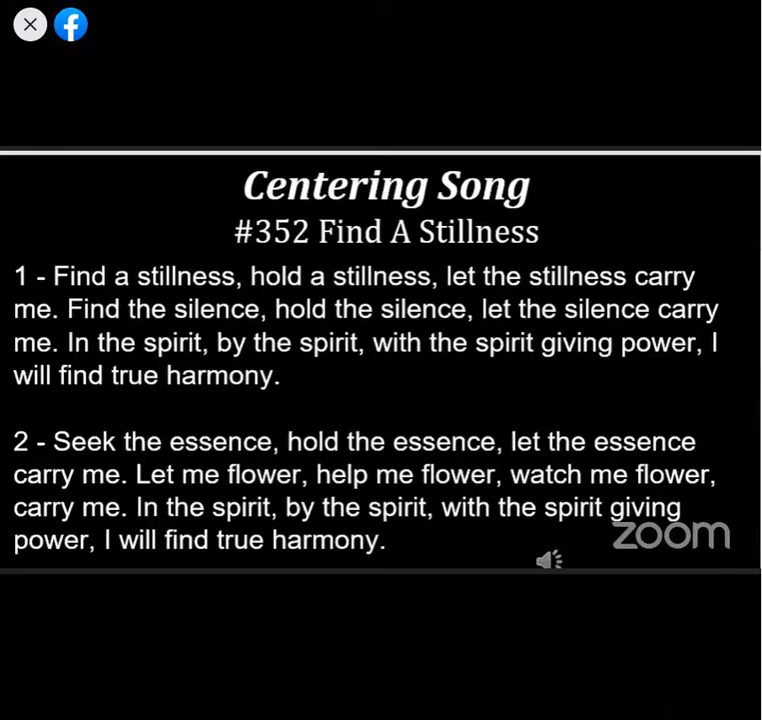 Centering Song
#352 Find A Stillness
1 - Find a stillness, hold a stillness, let the stillness carry
me. Find the silence, hold the silence, let the silence carry
me. In the spirit, by the spirit, with the spirit giving power, I
will find true harmony.
2 - Seek the essence, hold the essence, let the essence
carry me. Let me flower, help me flower, watch me flower,
carry me. In the spirit, by the spirit, with the spirit giving
power, I will find true harmony.
zoom